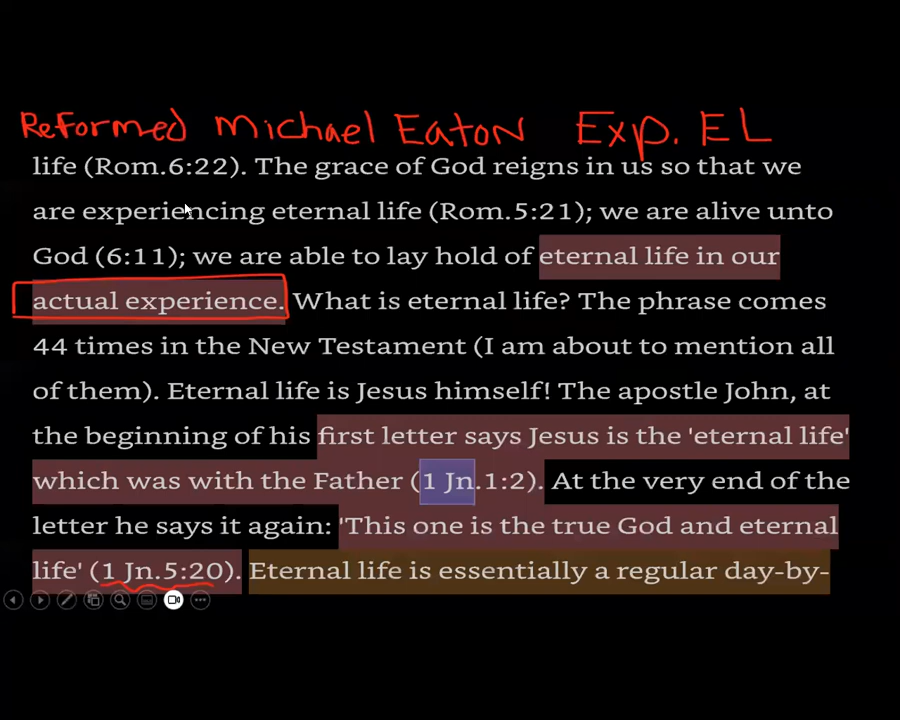 Reformed Michael Eaton Exp. EL
life (Rom.6:22). The grace of God reigns in us so that we
are experiencing eternal life (Rom.5:21); we are alive unto
God (6:11); we are able to lay hold of eternal life in our
actual experience. What is eternal life? The phrase comes
44 times in the New Testament (I am about to mention all
of them). Eternal life is Jesus himself! The apostle John, at
the beginning of his first letter says Jesus is the 'eternal life'
which was with the Father (1 Jn.1:2). At the very end of the
letter he says it again: 'This one is the true God and eternal
life' (1 Jn.5:20). Eternal life is essentially a regular day-by-